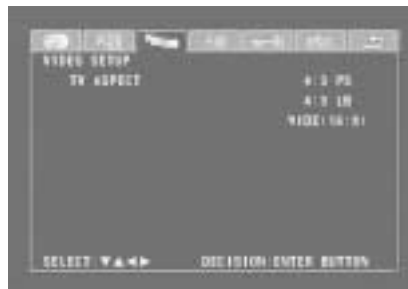 VIDEO SETUP
TV ASPECT 4:3 PS
4:3 LB
WIDE(16:9)
SELECT:▼▲◀▶ DECISION:ENTER BUTTON